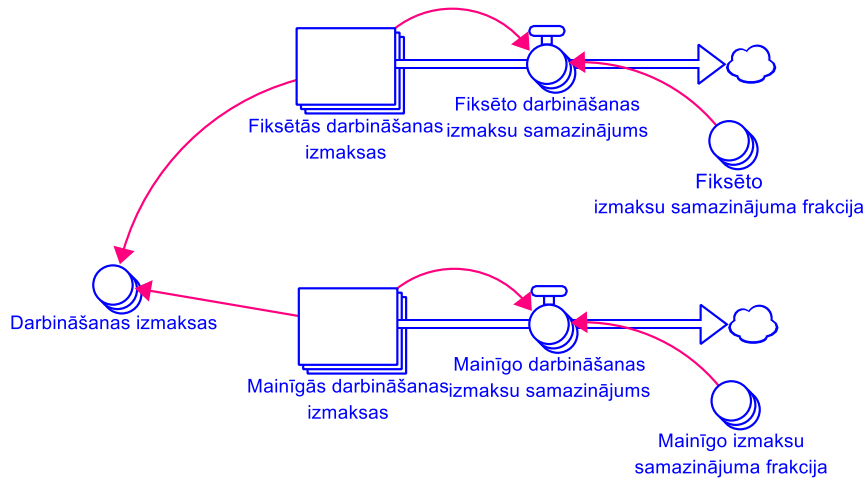 Fiksētās darbināšanas
izmaksas
Fiksēto darbināšanas
izmaksu samazinājums
Fiksēto
izmaksu samazinājuma frakcija
Darbināšanas izmaksas
Mainīgās darbināšanas
izmaksas
Mainīgo darbināšanas
izmaksu samazinājums
Mainīgo izmaksu
samazinājuma frakcija